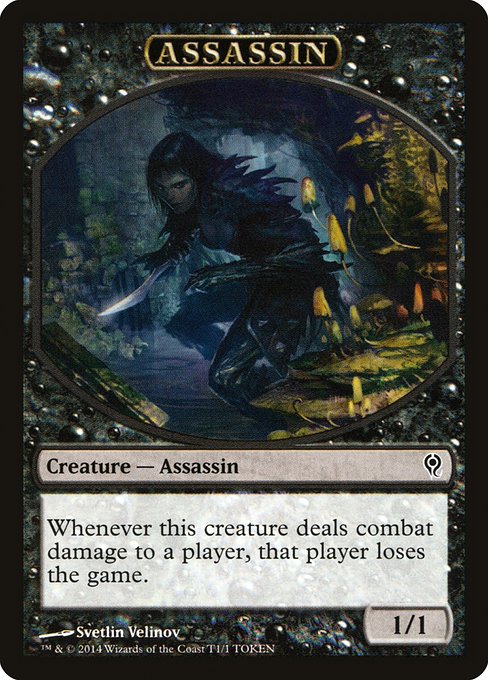 ASSASSIN
Creature — Assassin
Whenever this creature deals combat
damage to a player, that player loses
the game.
1/1
Svetlin Velinov
™ & © 2014 Wizards of the Coast T1/1 TOKEN